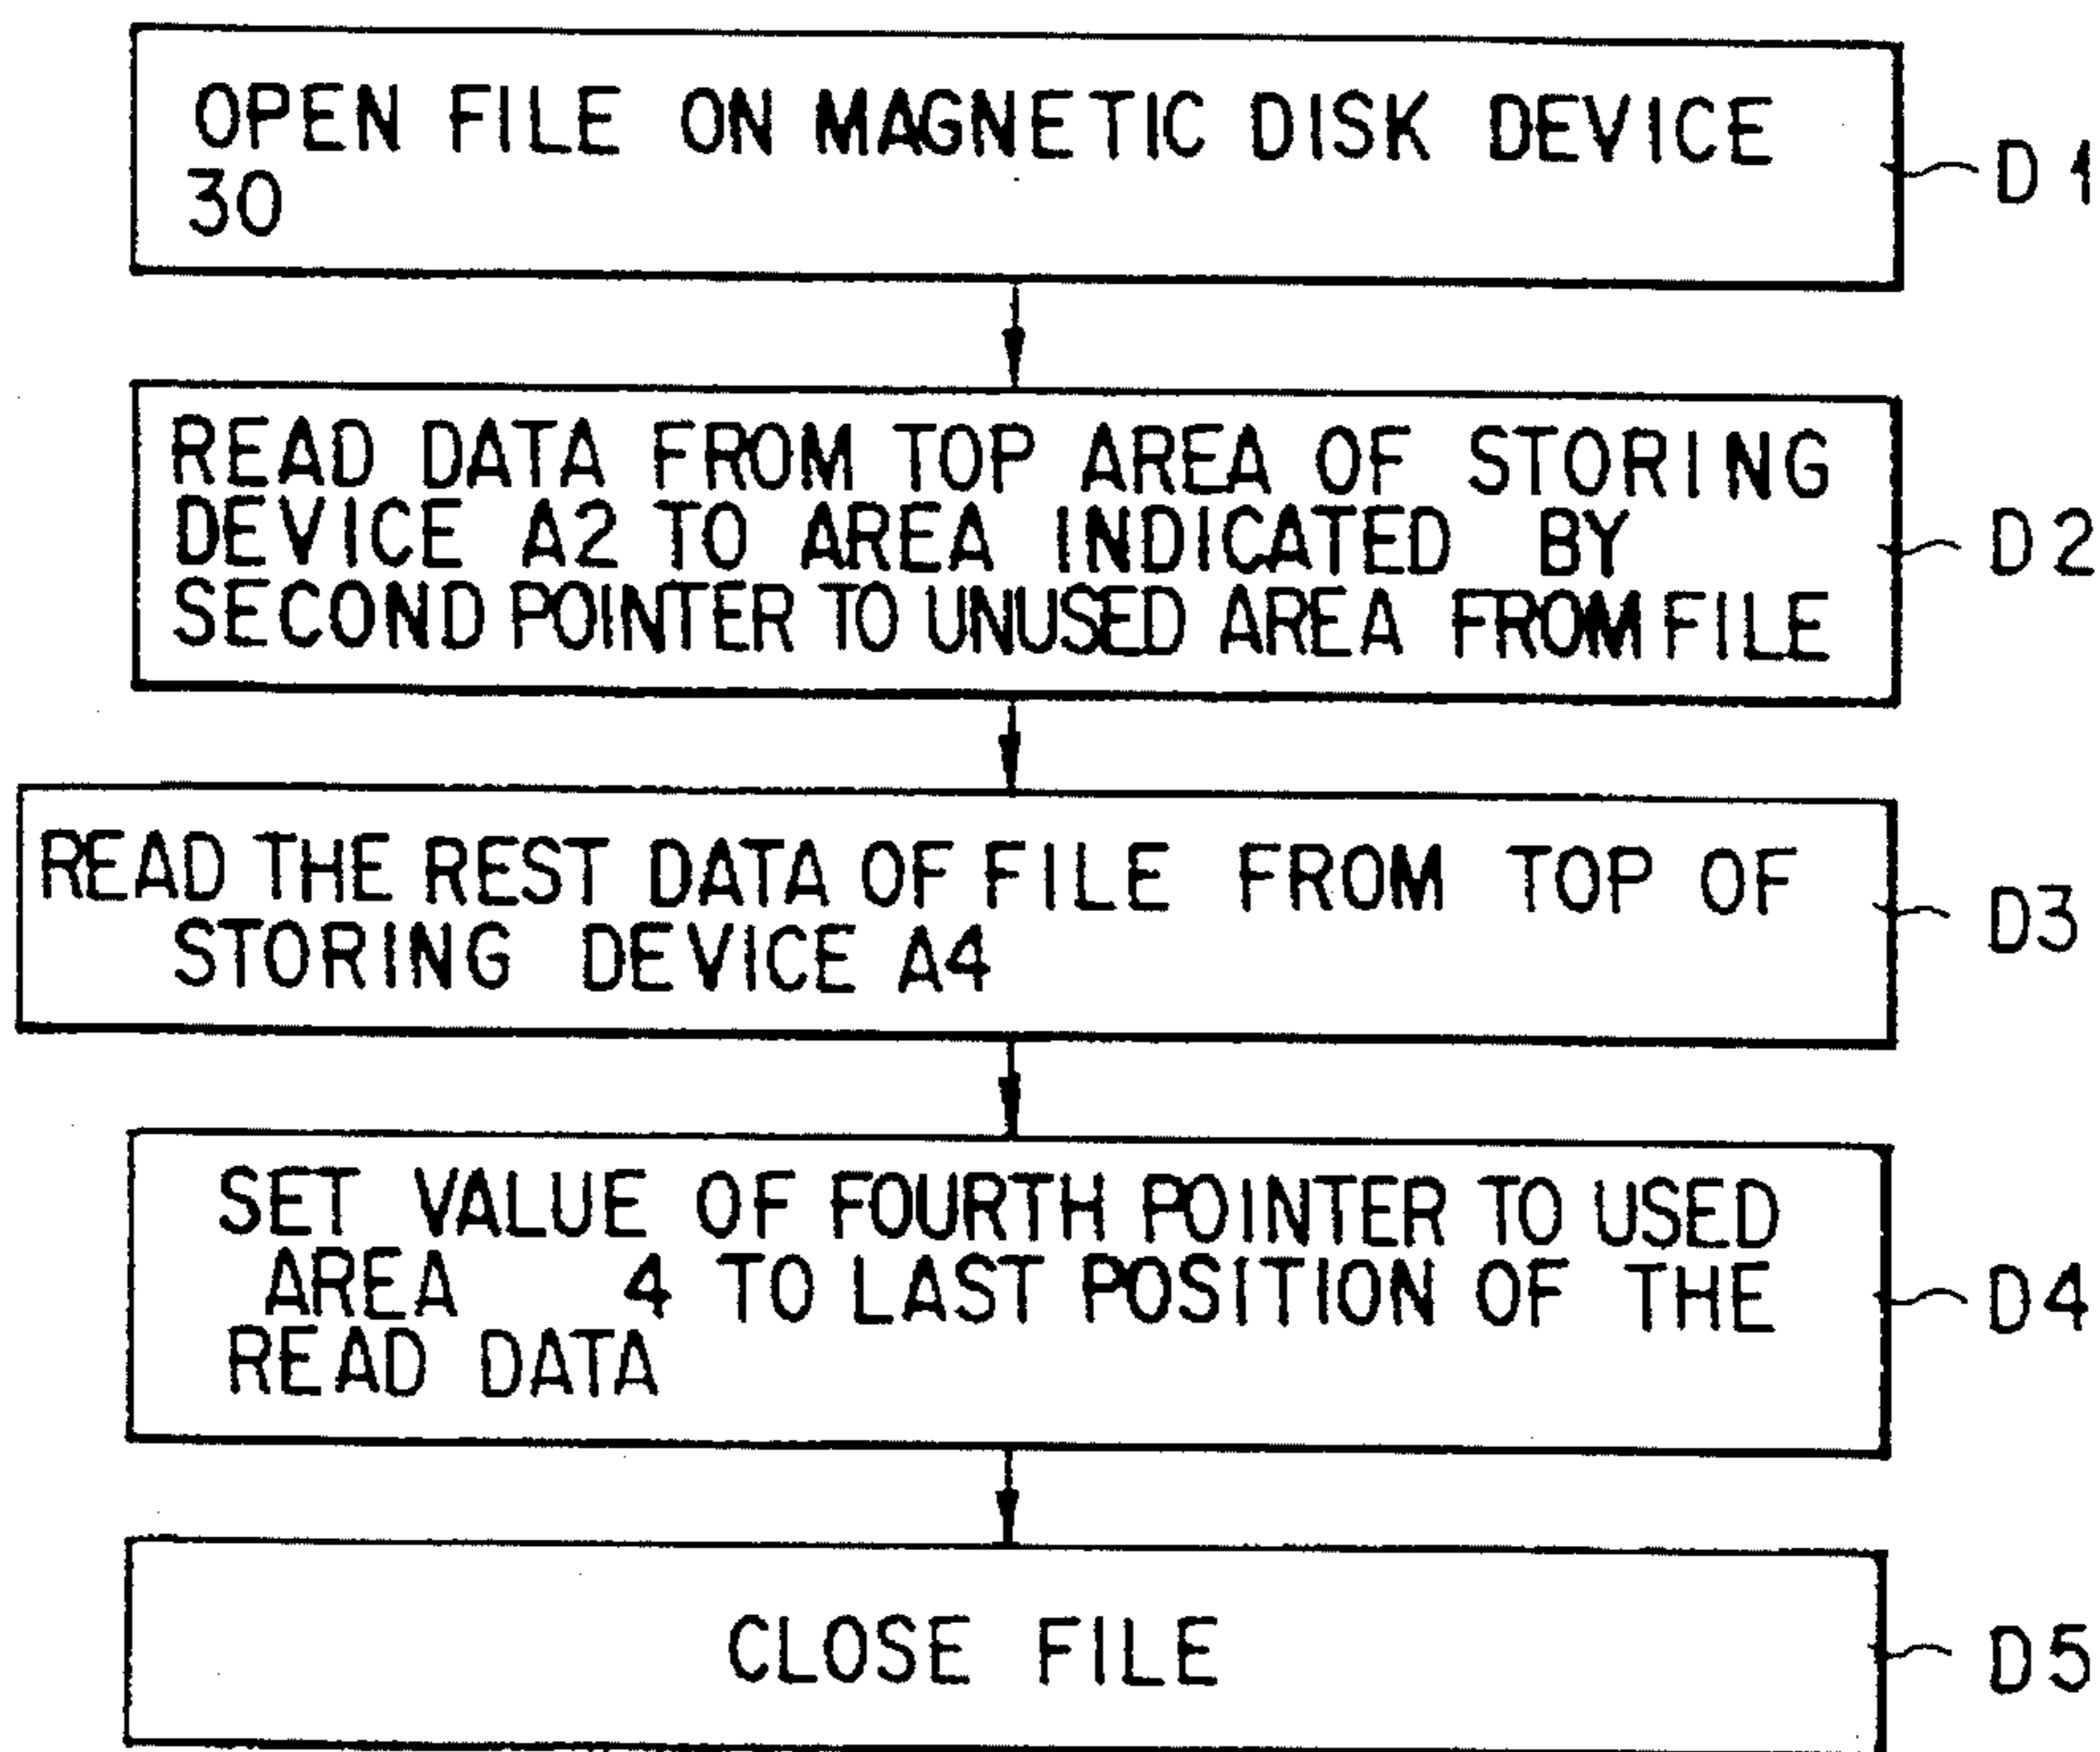 OPEN FILE ON MAGNETIC DISK DEVICE
30
D1
READ DATA FROM TOP AREA OF STORING
DEVICE A2 TO AREA INDICATED BY
SECOND POINTER TO UNUSED AREA FROM FILE
D2
READ THE REST DATA OF FILE FROM TOP OF
STORING DEVICE A4
D3
SET VALUE OF FOURTH POINTER TO USED
AREA 4 TO LAST POSITION OF THE
READ DATA
D4
CLOSE FILE
D5